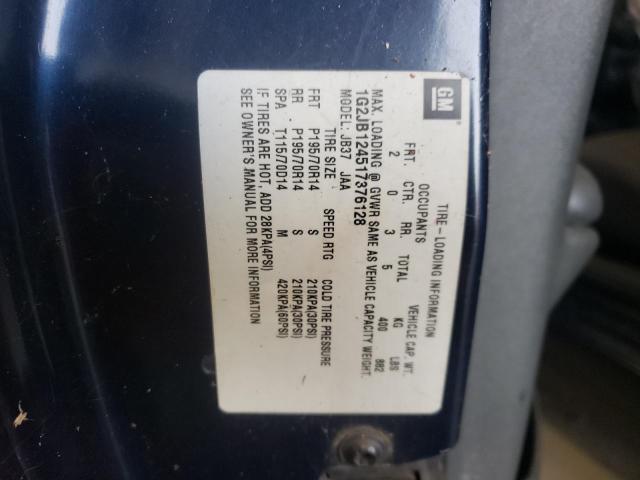 GM
TIRE-LOADING INFORMATION
OCCUPANTS VEHICLE CAP. WT.
FRT. CTR. RR. TOTAL KG LBS
2 0 3 5 400 882
MAX. LOADING @ GVWR SAME AS VEHICLE CAPACITY WEIGHT.
1G2JB124517376128
MODEL: JB37 JAA
TIRE SIZE SPEED RTG COLD TIRE PRESSURE
FRT P195/70R14 S 210KPA(30PSI)
RR P195/70R14 S 210KPA(30PSI)
SPA T115/70D14 M 420KPA(60PSI)
IF TIRES ARE HOT, ADD 28KPA(4PSI)
SEE OWNER'S MANUAL FOR MORE INFORMATION